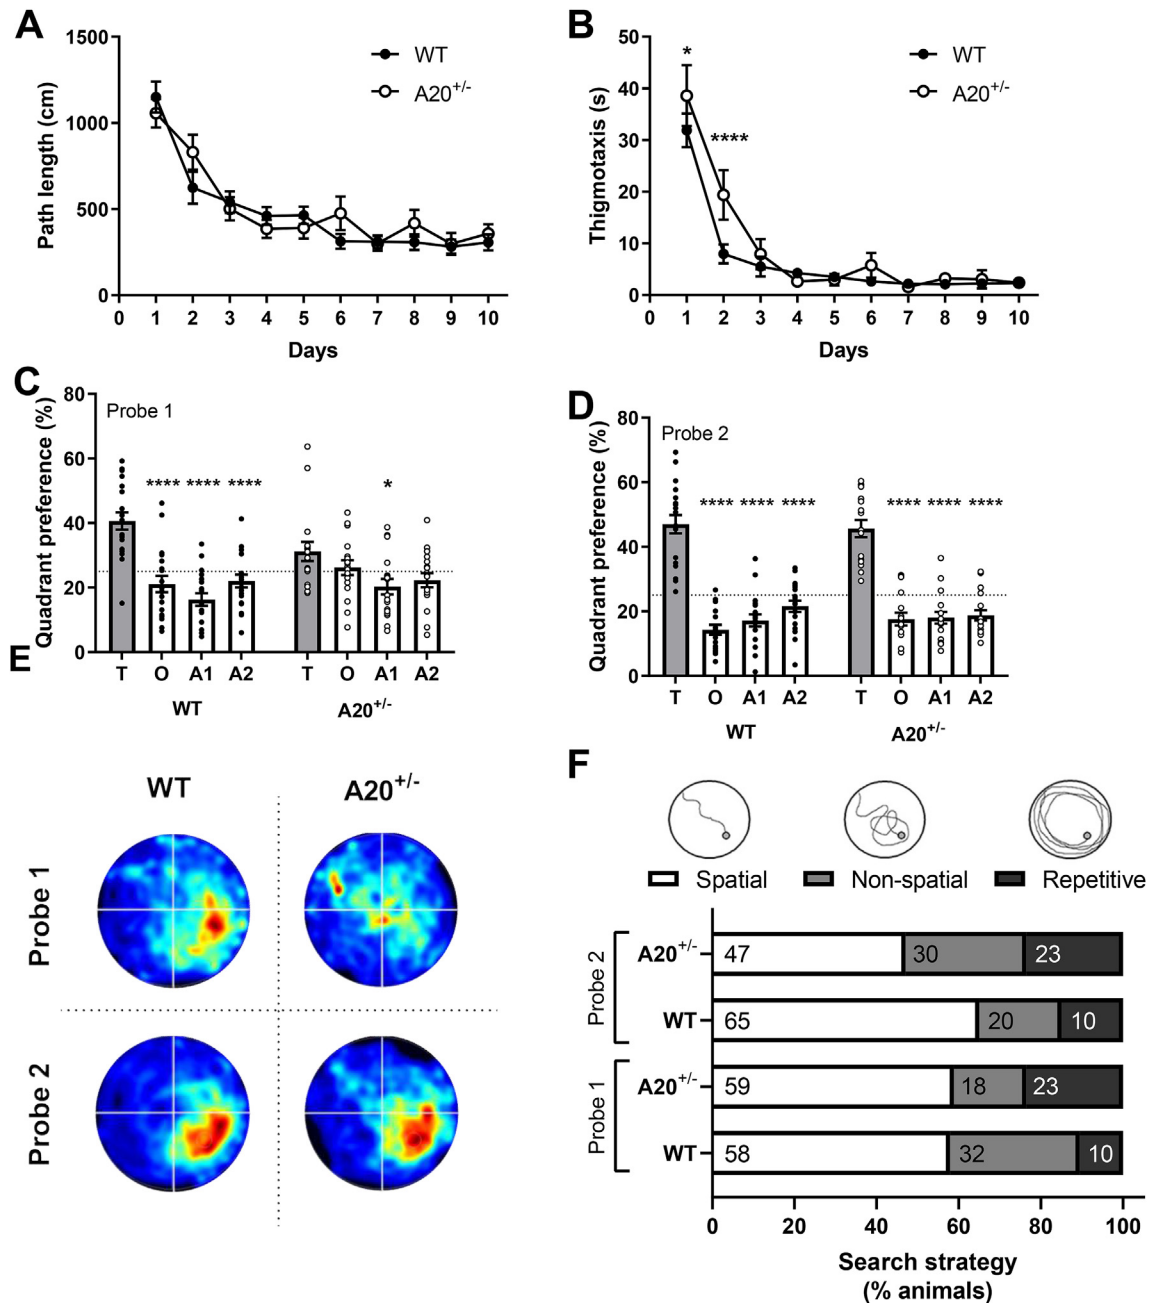 A
1500
1000
500
0
Path length (cm)
WT
A20+/-
0 1 2 3 4 5 6 7 8 9 10
Days
B
50
40
30
20
10
0
Thigmotaxis (s)
*
****
WT
A20+/-
0 1 2 3 4 5 6 7 8 9 10
Days
C
80
60
40
20
0
Quadrant preference (%)
Probe 1
**** **** **** *
T O A1 A2 T O A1 A2
WT A20+/-
D
80
60
40
20
0
Quadrant preference (%)
Probe 2
**** **** **** **** **** ****
T O A1 A2 T O A1 A2
WT A20+/-
E
WT A20+/-
Probe 1
Probe 2
F
Spatial Non-spatial Repetitive
Probe 2
A20+/- 47 30 23
WT 65 20 10
Probe 1
A20+/- 59 18 23
WT 58 32 10
0 20 40 60 80 100
Search strategy
(% animals)